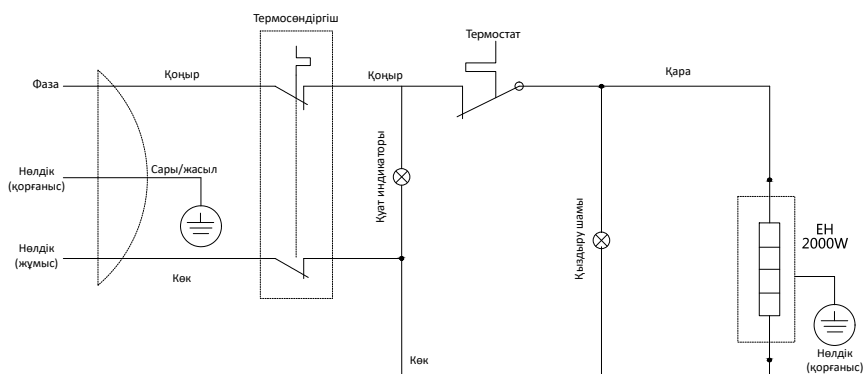 Термосөндіргіш
Термостат
Фаза
Қоңыр
Қоңыр
Қара
Нөлдік
(қорғаныс)
Сары/жасыл
Қуат индикаторы
Қыздыру шамы
EH
2000W
Нөлдік
(жұмыс)
Көк
Көк
Нөлдік
(қорғаныс)